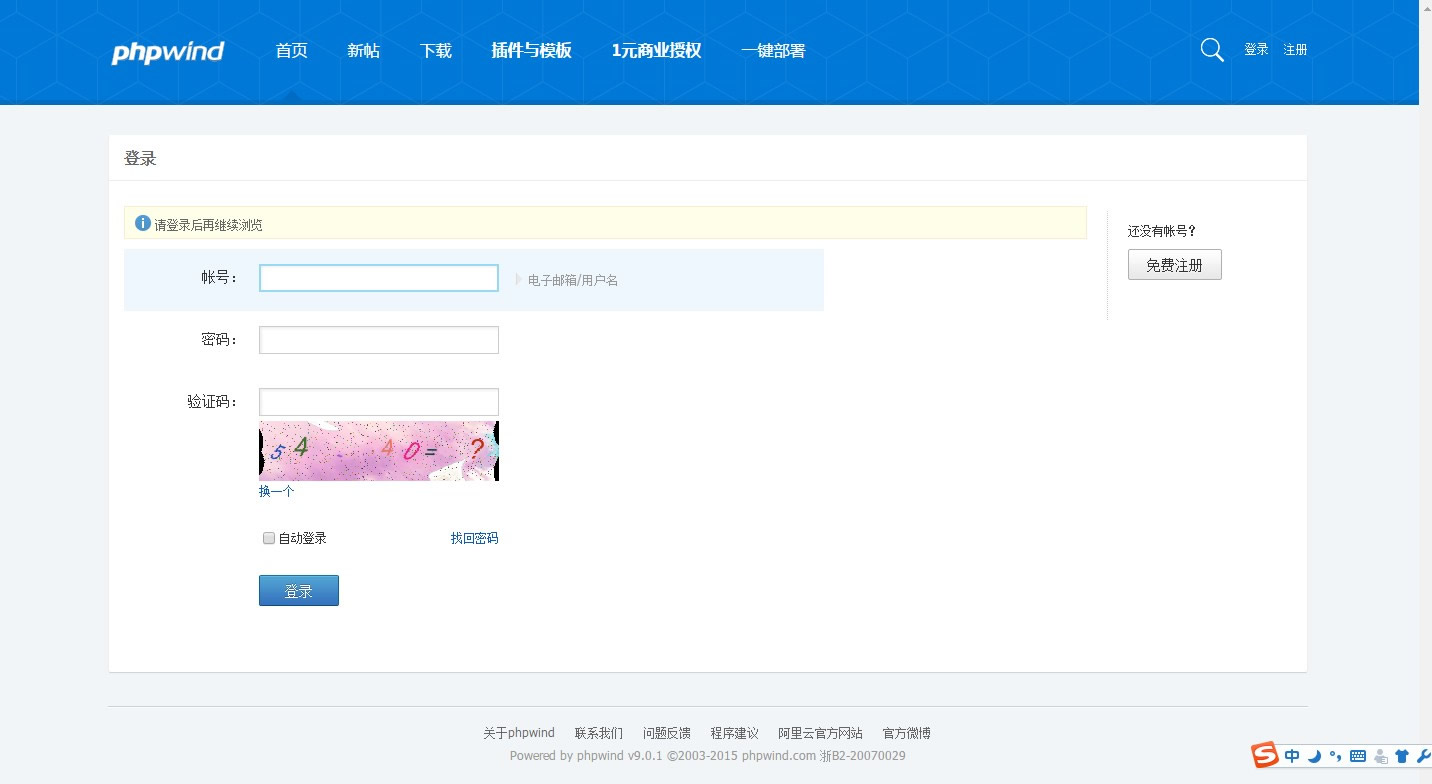 phpwind 首页 新帖 下载 插件与模板 1元商业授权 一键部署 登录 注册
登录
请登录后再继续浏览
还没有帐号?
免费注册
帐号: 电子邮箱/用户名
密码:
验证码:
5 4 - 4 0 = ?
换一个
自动登录 找回密码
登录
关于phpwind 联系我们 问题反馈 程序建议 阿里云官方网站 官方微博
Powered by phpwind v9.0.1 ©2003-2015 phpwind.com 浙B2-20070029
S 中